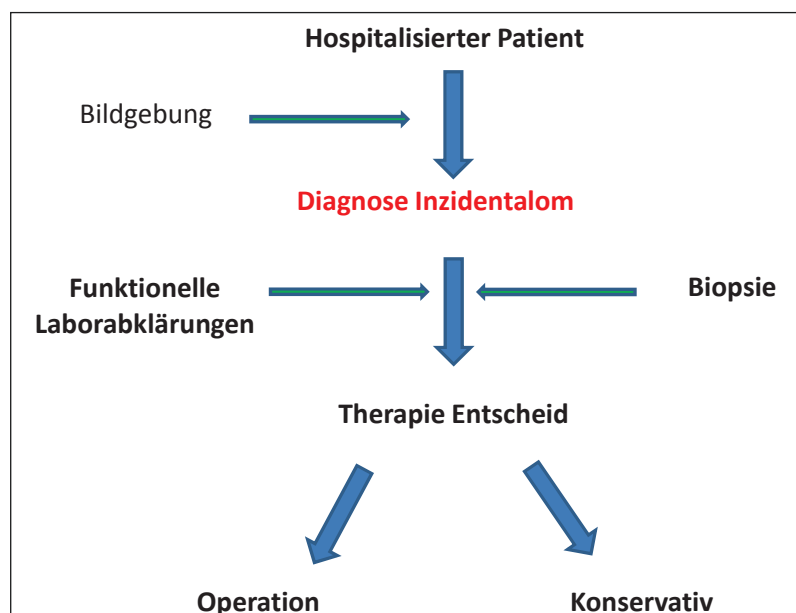 Hospitalisierter Patient
Bildgebung
Diagnose Inzidentalom
Funktionelle
Laborabklärungen
Biopsie
Therapie Entscheid
Operation
Konservativ